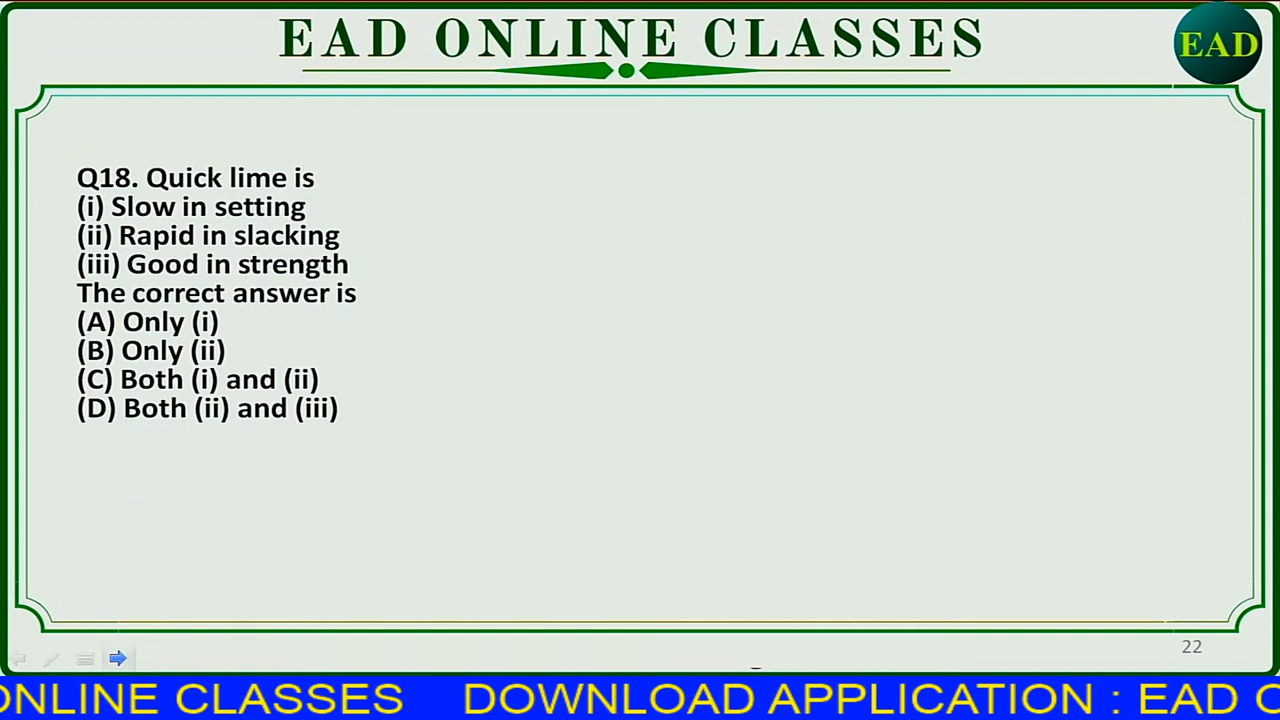 EAD ONLINE CLASSES
EAD
Q18. Quick lime is
(i) Slow in setting
(ii) Rapid in slacking
(iii) Good in strength
The correct answer is
(A) Only (i)
(B) Only (ii)
(C) Both (i) and (ii)
(D) Both (ii) and (iii)
22
ONLINE CLASSES DOWNLOAD APPLICATION : EAD